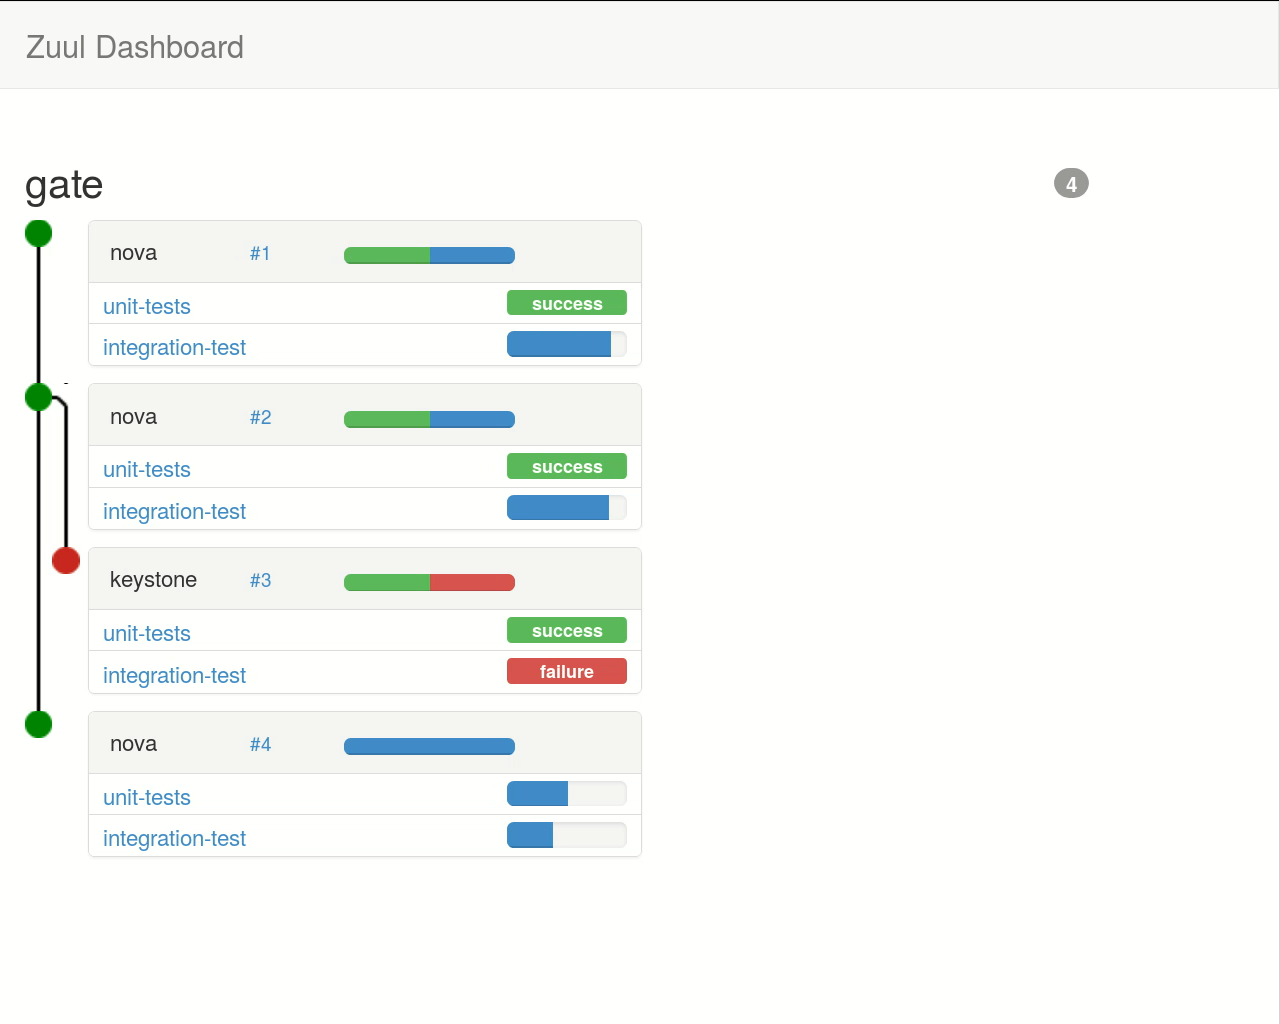 Zuul Dashboard
gate 4
nova #1
unit-tests success
integration-test
nova #2
unit-tests success
integration-test
keystone #3
unit-tests success
integration-test failure
nova #4
unit-tests
integration-test